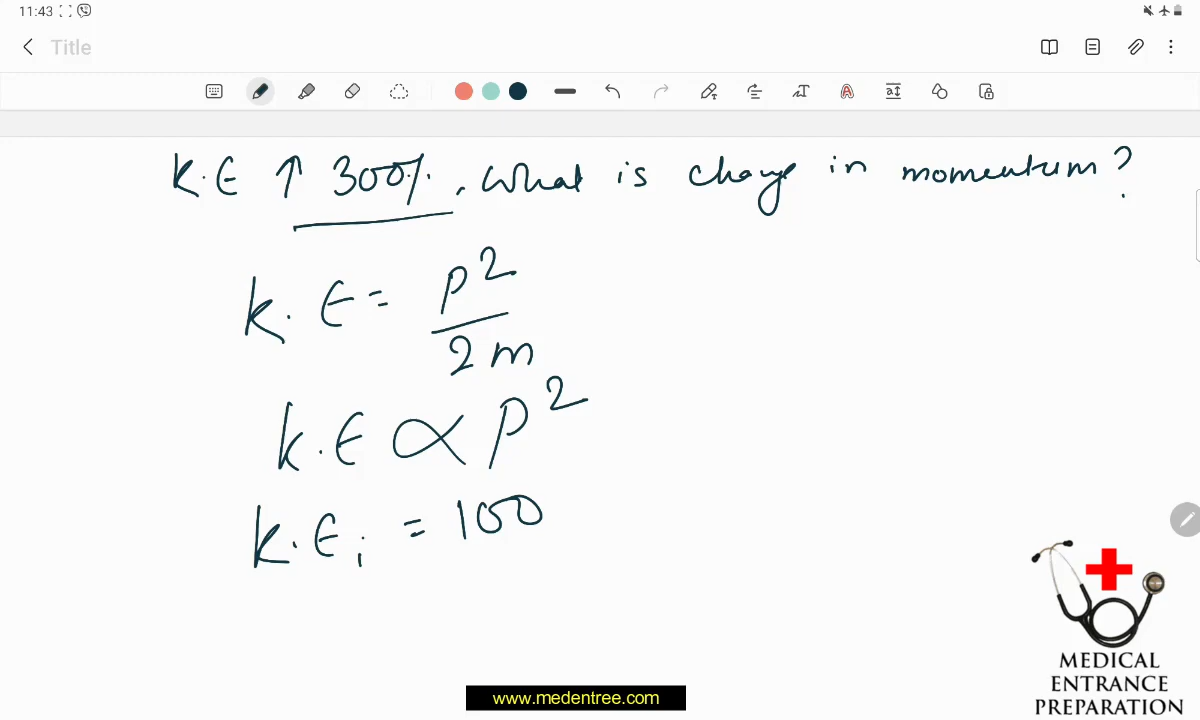 11:43
Title
K.E ↑ 300%. What is change in momentum?
K.E = P²
2m
K.E ∝ P²
K.Ei = 100
MEDICAL
ENTRANCE
PREPARATION
www.medentree.com